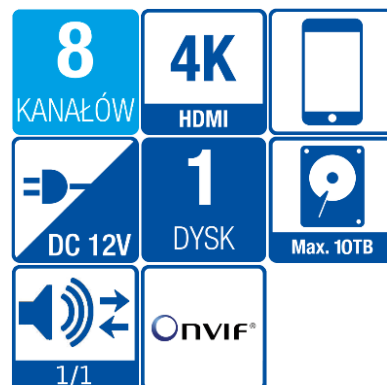 8
KANAŁÓW
4K
HDMI
DC 12V
1
DYSK
Max. 10TB
1/1
ONVIF®